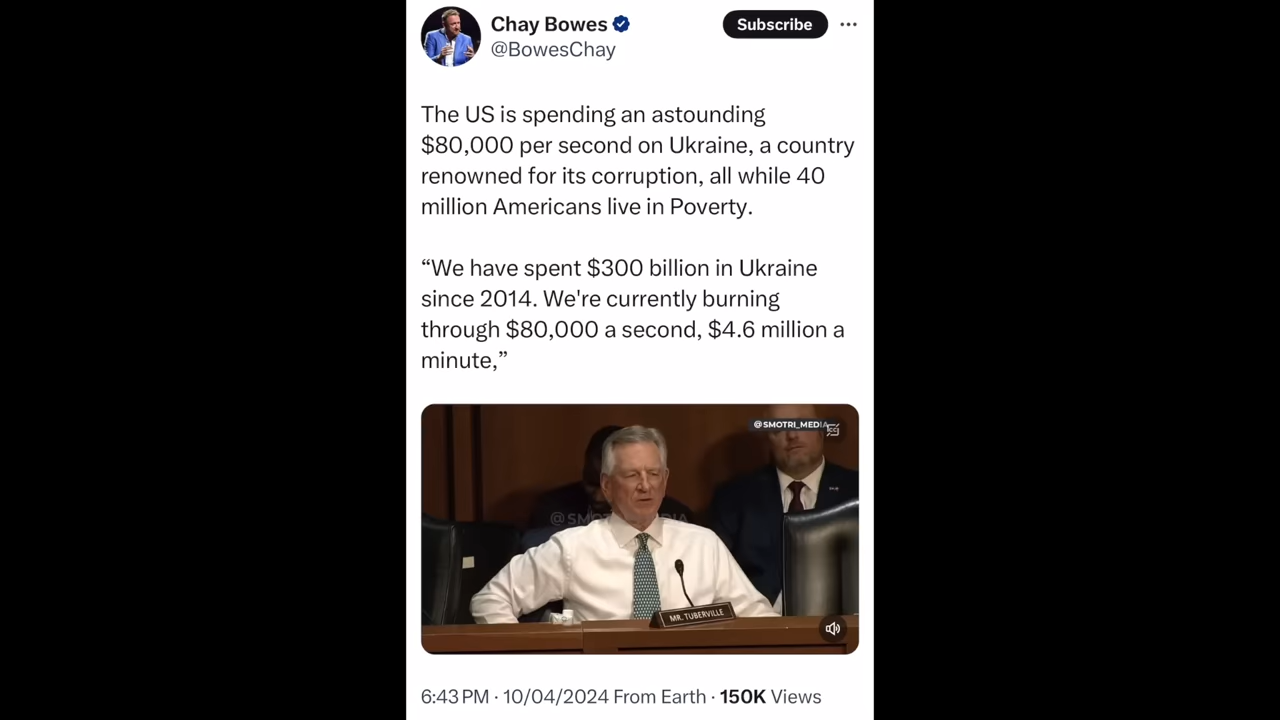 Chay Bowes
Subscribe
@BowesChay
The US is spending an astounding
$80,000 per second on Ukraine, a country
renowned for its corruption, all while 40
million Americans live in Poverty.
“We have spent $300 billion in Ukraine
since 2014. We're currently burning
through $80,000 a second, $4.6 million a
minute,”
@SMOTRI_MEDIA
@SMOTRI_MEDIA
MR. TUBERVILLE
6:43 PM · 10/04/2024 From Earth · 150K Views